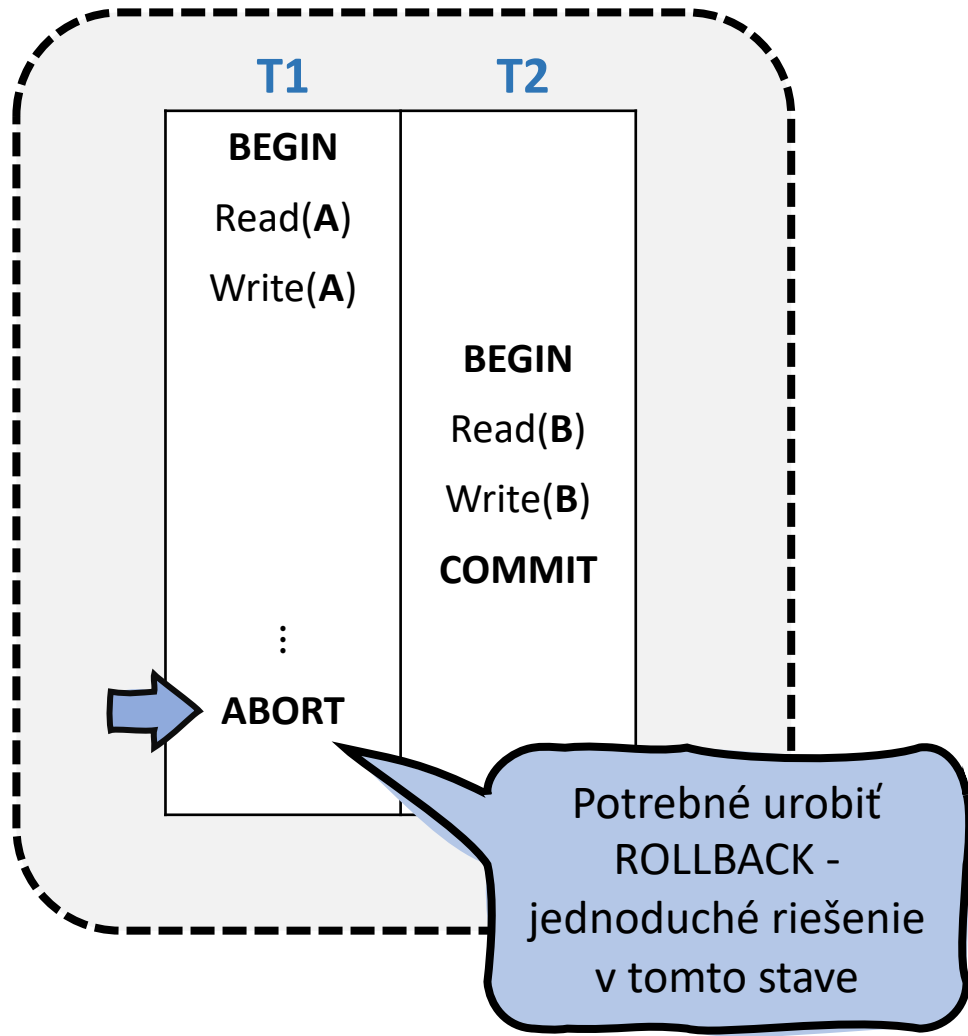 T1 T2
BEGIN
Read(A)
Write(A)
BEGIN
Read(B)
Write(B)
COMMIT
⋮
ABORT
Potrebné urobiť
ROLLBACK -
jednoduché riešenie
v tomto stave